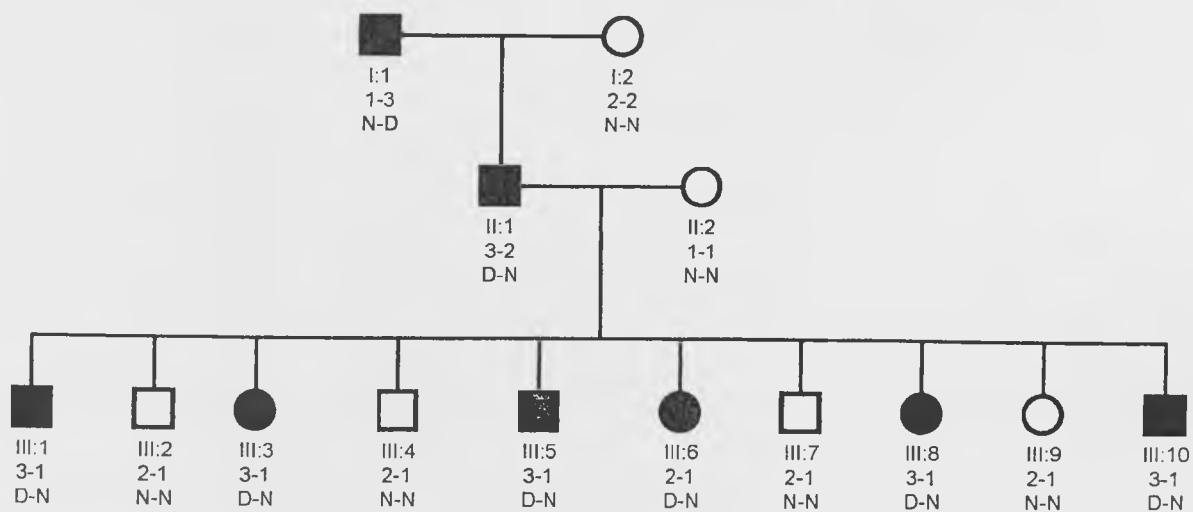 I:1
1-3
N-D
I:2
2-2
N-N
II:1
3-2
D-N
II:2
1-1
N-N
III:1
3-1
D-N
III:2
2-1
N-N
III:3
3-1
D-N
III:4
2-1
N-N
III:5
3-1
D-N
III:6
2-1
D-N
III:7
2-1
N-N
III:8
3-1
D-N
III:9
2-1
N-N
III:10
3-1
D-N